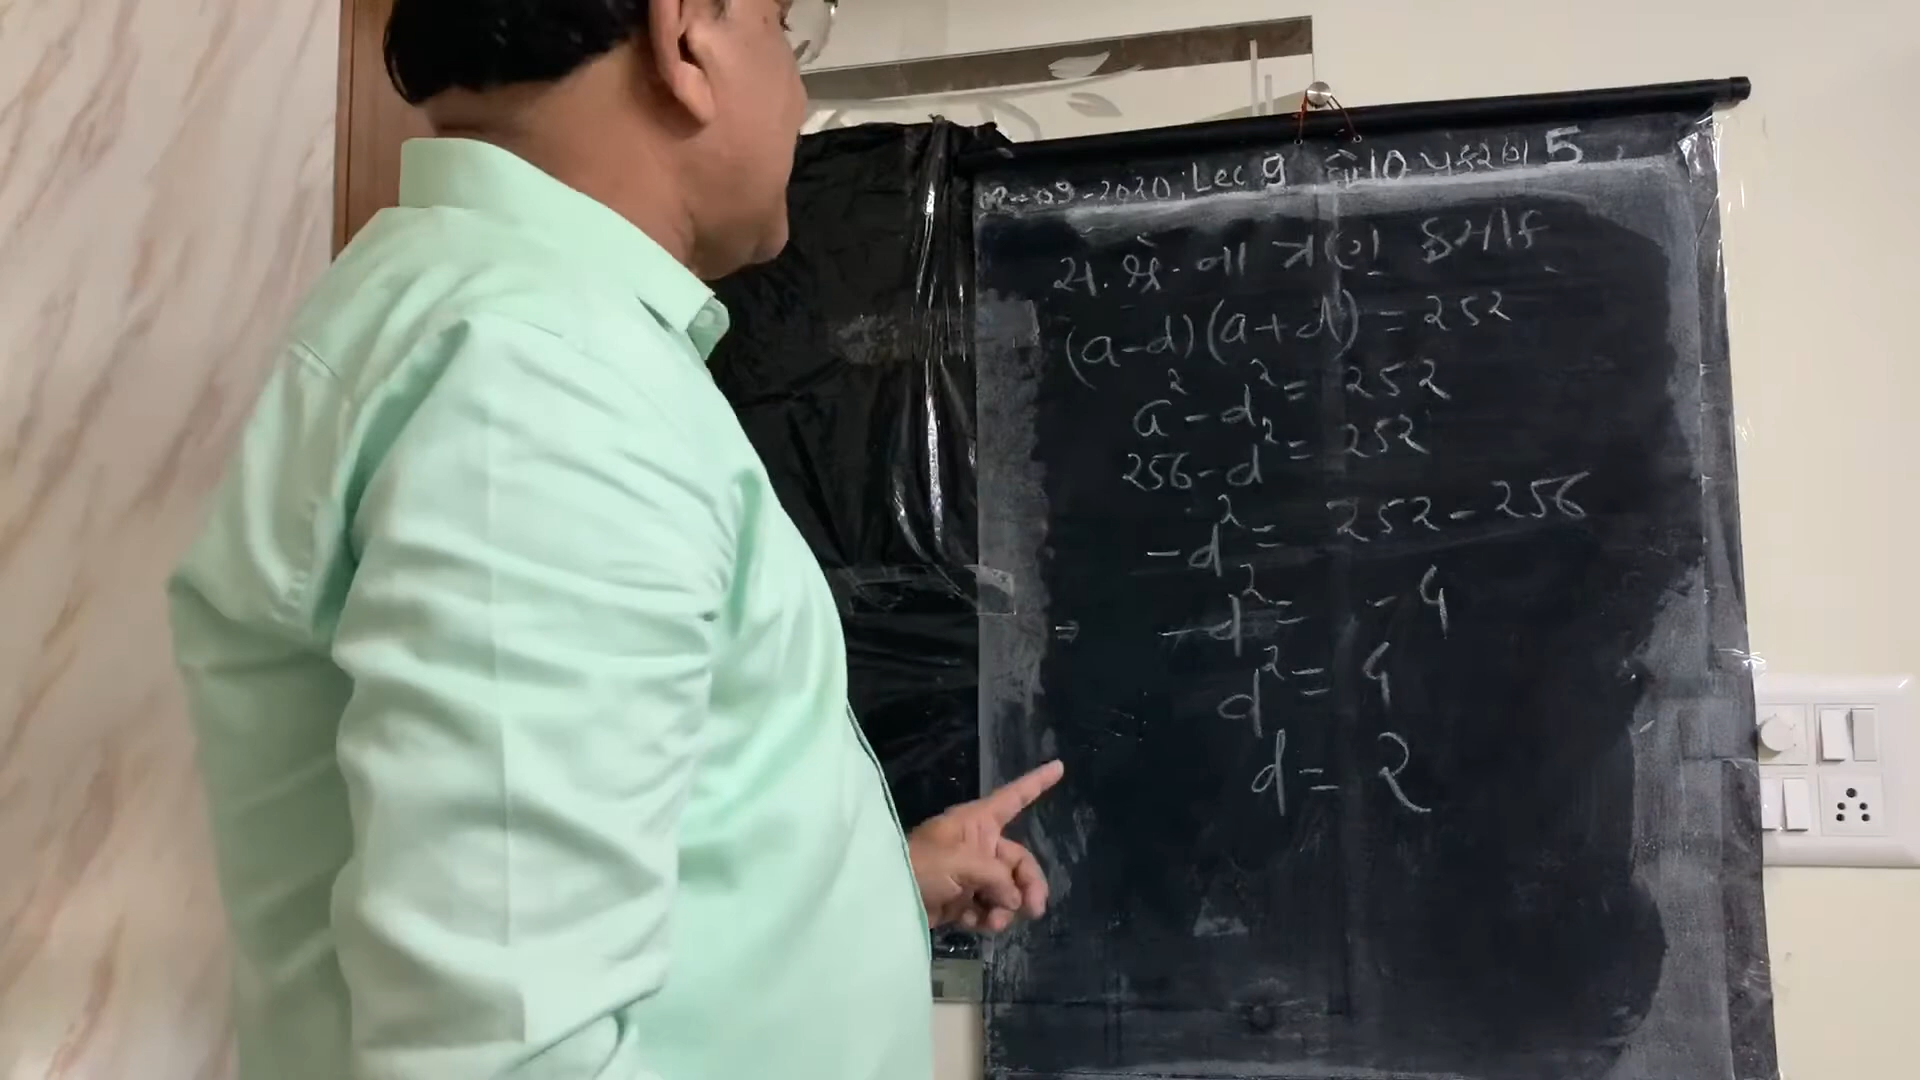 -09-2020, Lec 9 ધો 10 પ્રકરણ 5
સ. શ્રે. ના ત્રણ ક્રમિક
(a-d)(a+d) = 252
a² - d² = 252
256 - d² = 252
-d² = 252 - 256
⇒ -d² = -4
d² = 4
d = 2